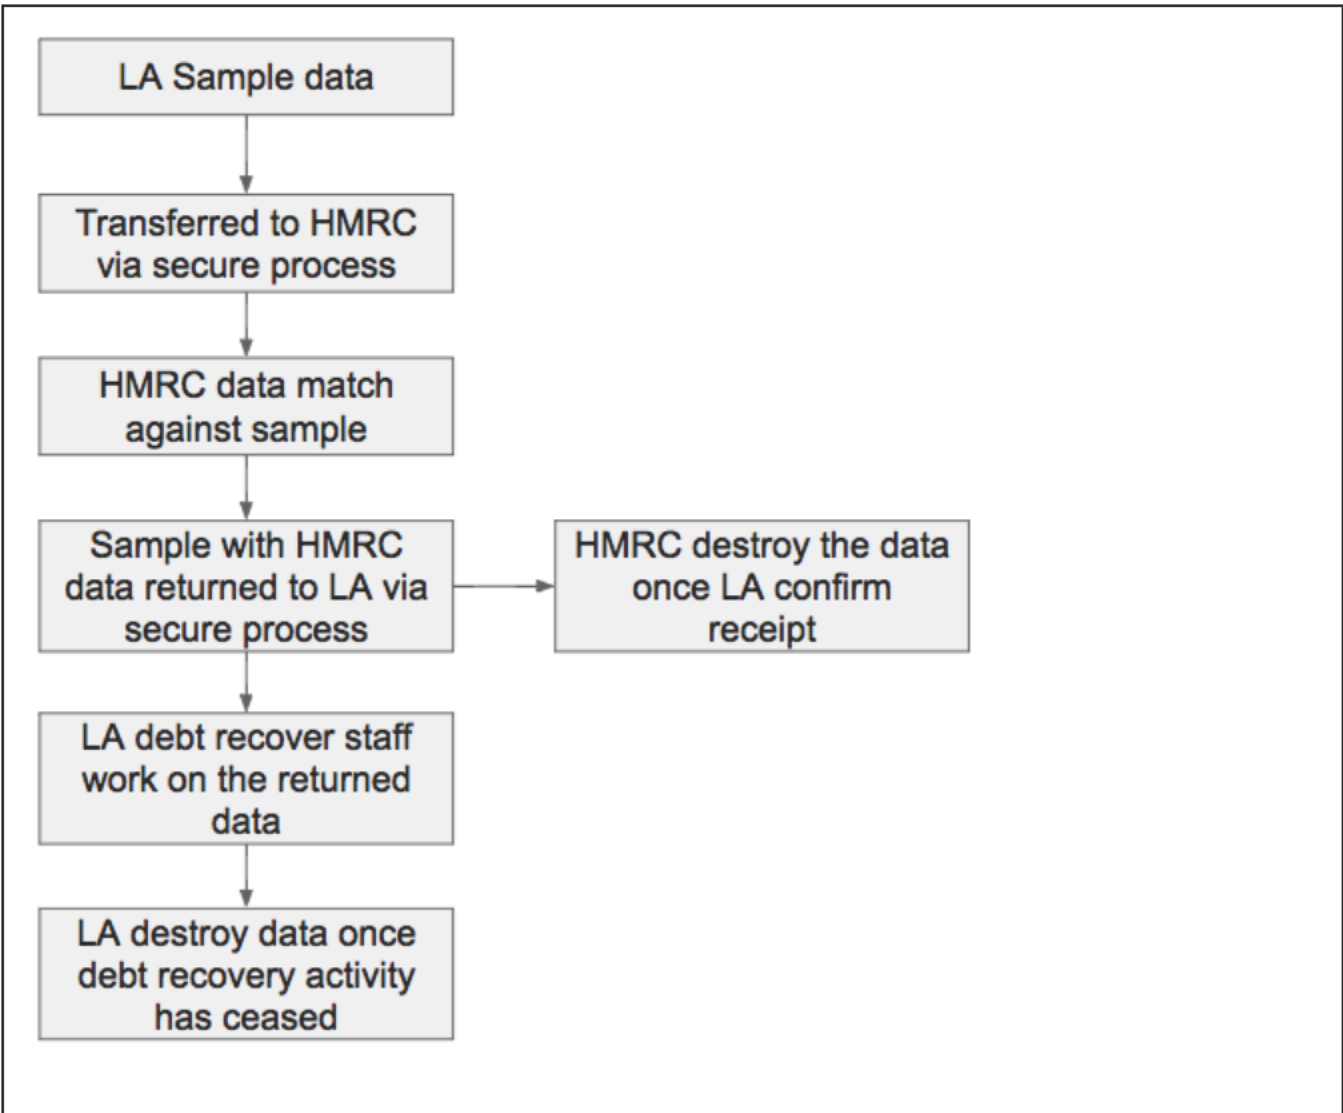 LA Sample data
Transferred to HMRC
via secure process
HMRC data match
against sample
Sample with HMRC
data returned to LA via
secure process
HMRC destroy the data
once LA confirm
receipt
LA debt recover staff
work on the returned
data
LA destroy data once
debt recovery activity
has ceased